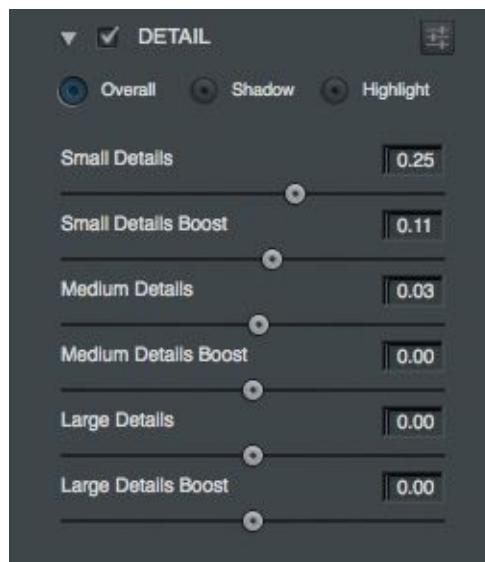 DETAIL
Overall Shadow Highlight
Small Details 0.25
Small Details Boost 0.11
Medium Details 0.03
Medium Details Boost 0.00
Large Details 0.00
Large Details Boost 0.00